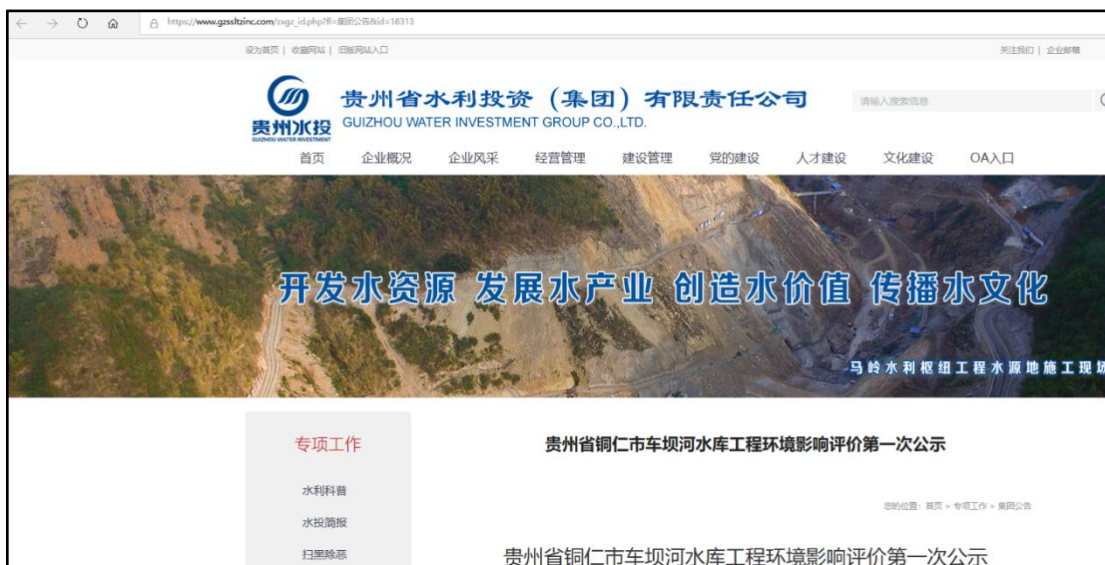 https://www.gzssltzinc.com/zxgz_id.php?fl=集团公告&id=18313
设为首页 | 收藏网站 | 旧版网站入口
关注我们 | 企业邮箱
贵州水投
GUIZHOU WATER INVESTMENT
贵州省水利投资（集团）有限责任公司
GUIZHOU WATER INVESTMENT GROUP CO.,LTD.
请输入搜索信息
首页 企业概况 企业风采 经营管理 建设管理 党的建设 人才建设 文化建设 OA入口
开发水资源 发展水产业 创造水价值 传播水文化
马岭水利枢纽工程水源地施工现场
专项工作
贵州省铜仁市车坝河水库工程环境影响评价第一次公示
水利科普
您的位置：首页 > 专项工作 > 集团公告
水投简报
扫黑除恶
贵州省铜仁市车坝河水库工程环境影响评价第一次公示